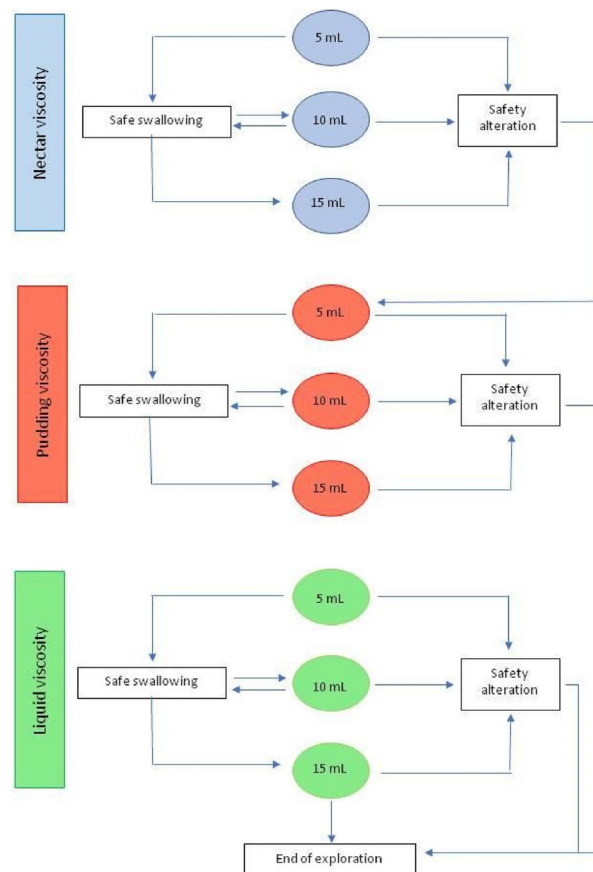 Nectar viscosity
5 mL
Safe swallowing
10 mL
Safety
alteration
15 mL
Pudding viscosity
5 mL
Safe swallowing
10 mL
Safety
alteration
15 mL
Liquid viscosity
5 mL
Safe swallowing
10 mL
Safety
alteration
15 mL
End of exploration